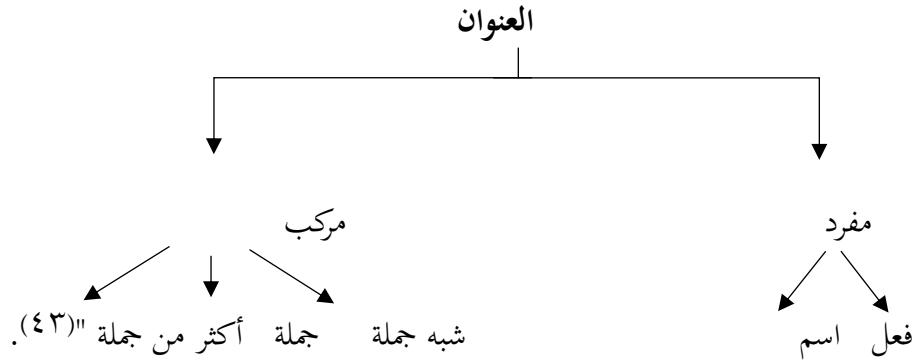 العنوان
مفرد مركب
فعل اسم شبه جملة جملة أكثر من جملة "(٤٣).